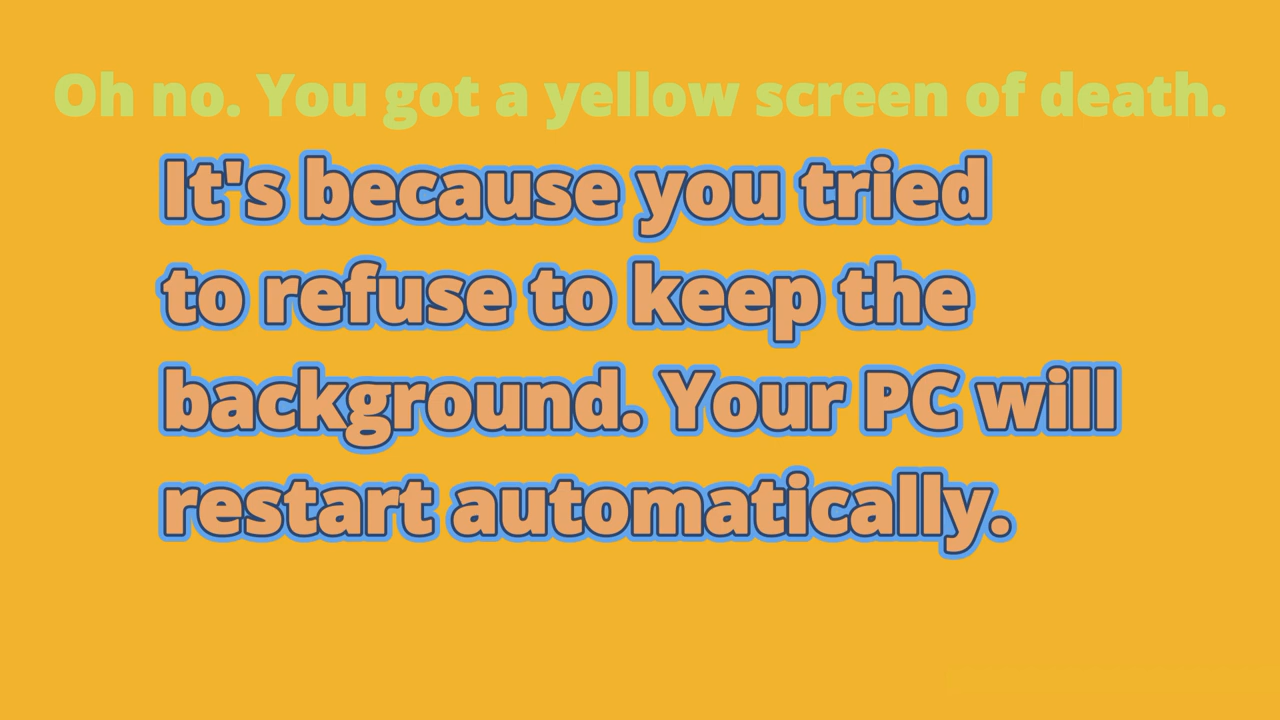 Oh no. You got a yellow screen of death.
It's because you tried
to refuse to keep the
background. Your PC will
restart automatically.